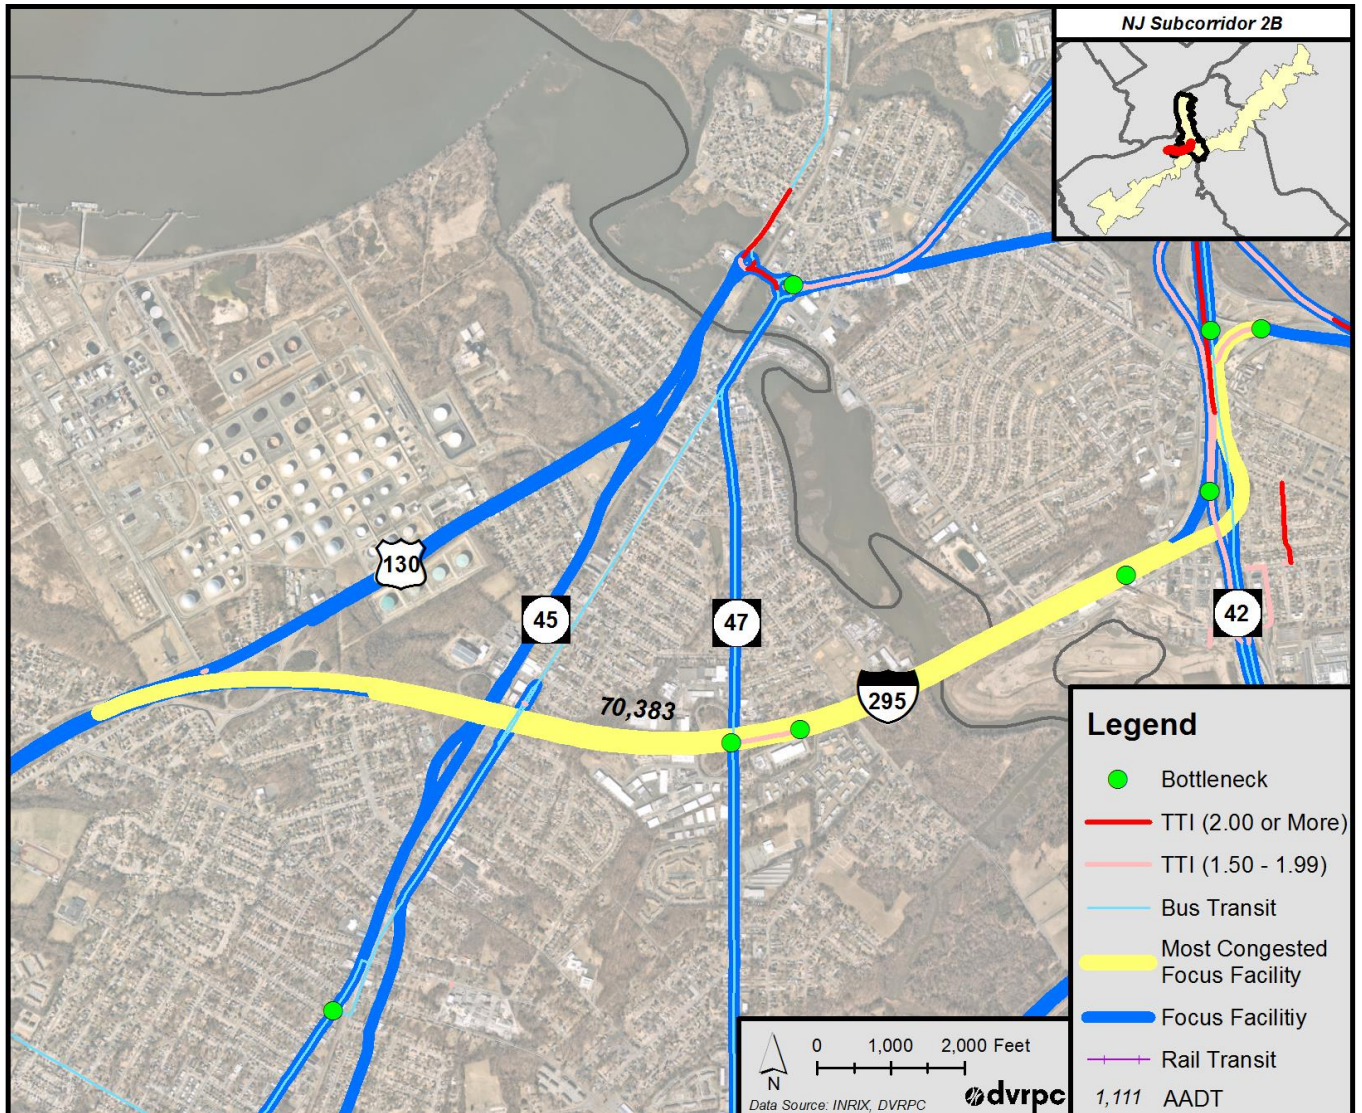 NJ Subcorridor 2B
130
45
47
42
70,383
295
Legend
Bottleneck
TTI (2.00 or More)
TTI (1.50 - 1.99)
Bus Transit
Most Congested
Focus Facility
Focus Facilitiy
Rail Transit
1,111 AADT
0 1,000 2,000 Feet
N
Data Source: INRIX, DVRPC
dvrpc